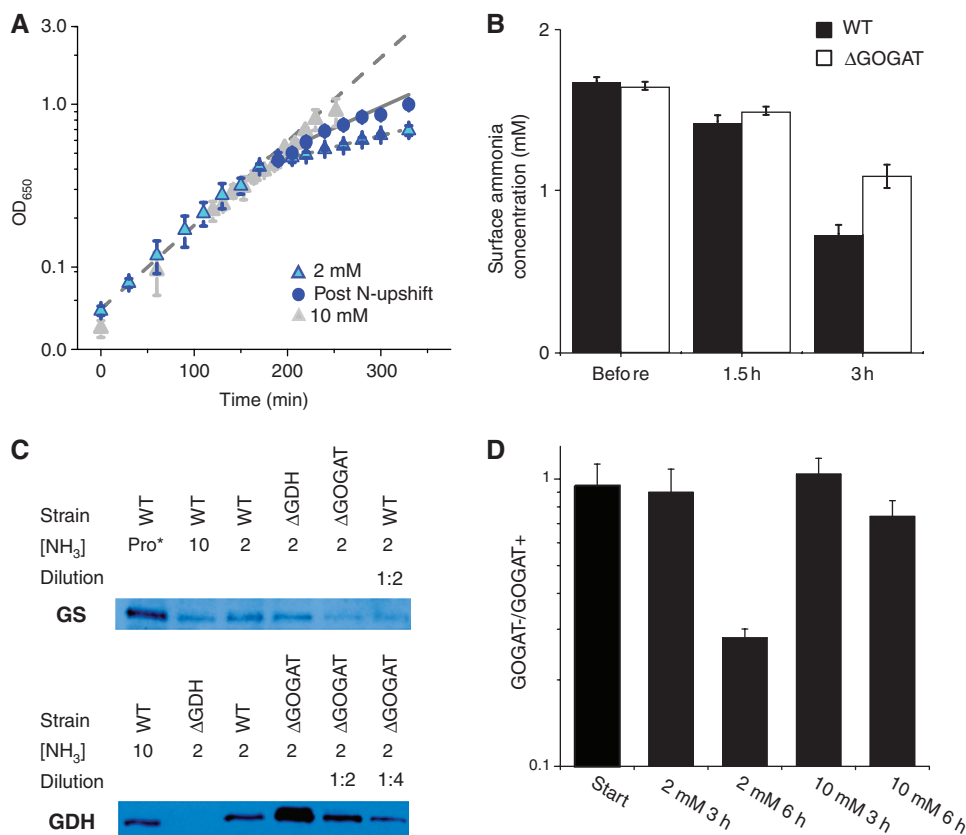 A
3.0
1.0
0.1
0.0
OD650
0
100
200
300
Time (min)
2 mM
Post N-upshift
10 mM
B
2
1
0
Surface ammonia
concentration (mM)
WT
ΔGOGAT
Before
1.5 h
3 h
C
Strain WT WT WT ΔGDH ΔGOGAT WT
[NH3] Pro* 10 2 2 2 2
Dilution 1:2
GS
Strain WT ΔGDH WT ΔGOGAT ΔGOGAT ΔGOGAT
[NH3] 10 2 2 2 2 2
Dilution 1:2 1:4
GDH
D
1
0.1
GOGAT-/GOGAT+
Start
2 mM 3 h
2 mM 6 h
10 mM 3 h
10 mM 6 h